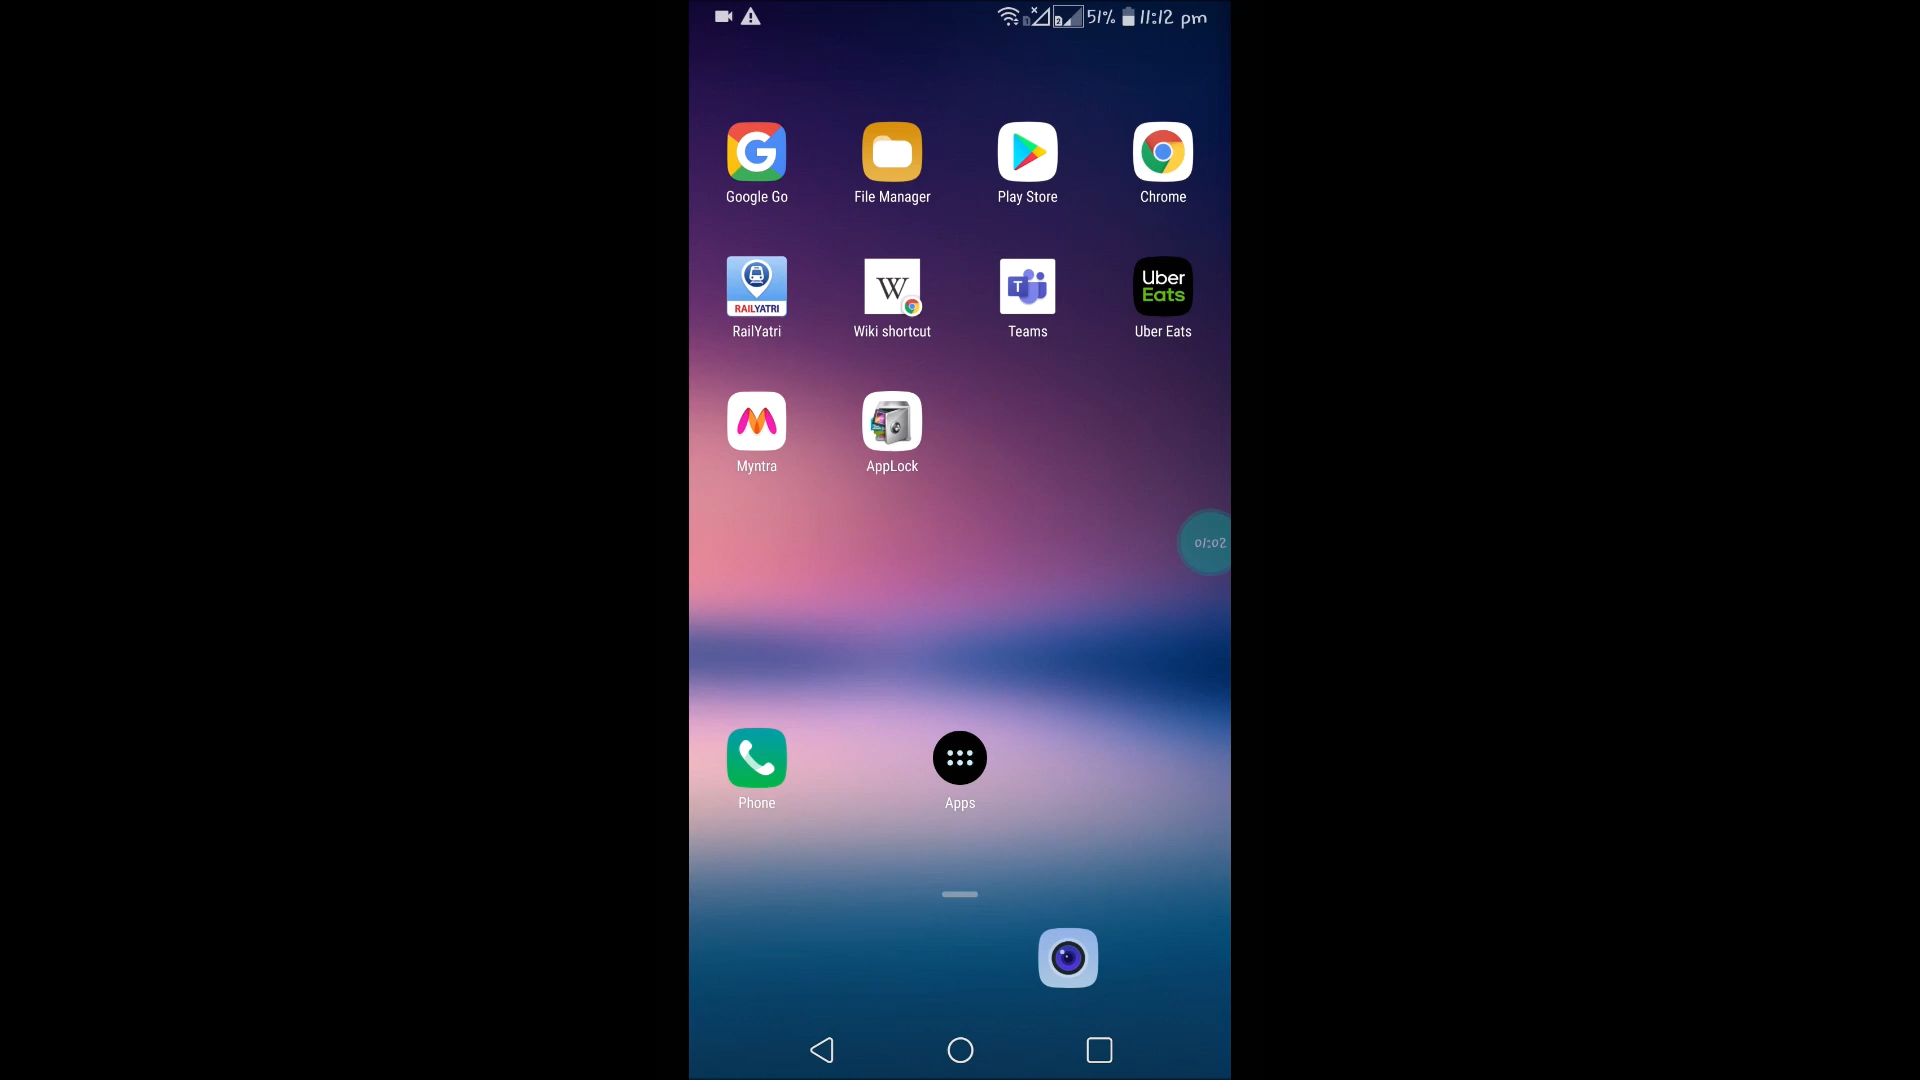 51% 11:12 pm
Google Go File Manager Play Store Chrome
RAILYATRI W T Uber Eats
RailYatri Wiki shortcut Teams Uber Eats
Myntra AppLock
01:02
Phone Apps